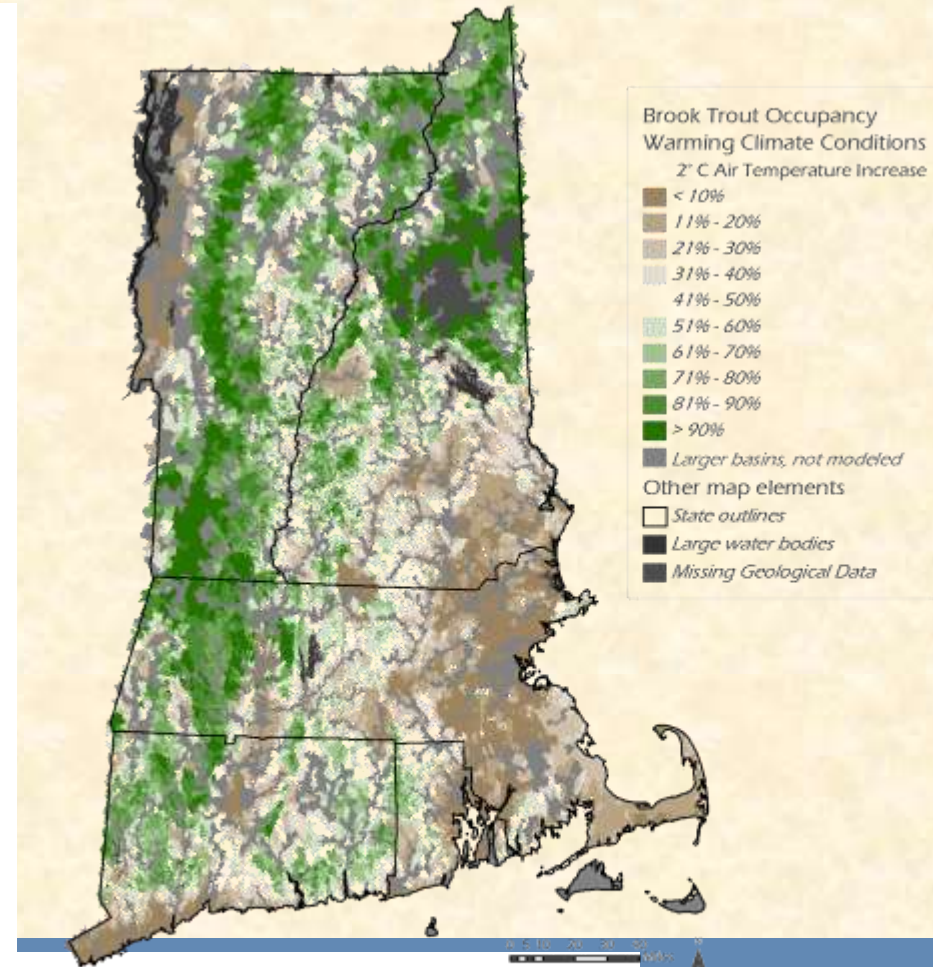 Brook Trout Occupancy
Warming Climate Conditions
2° C Air Temperature Increase
< 10%
11% - 20%
21% - 30%
31% - 40%
41% - 50%
51% - 60%
61% - 70%
71% - 80%
81% - 90%
> 90%
Larger basins, not modeled
Other map elements
State outlines
Large water bodies
Missing Geological Data